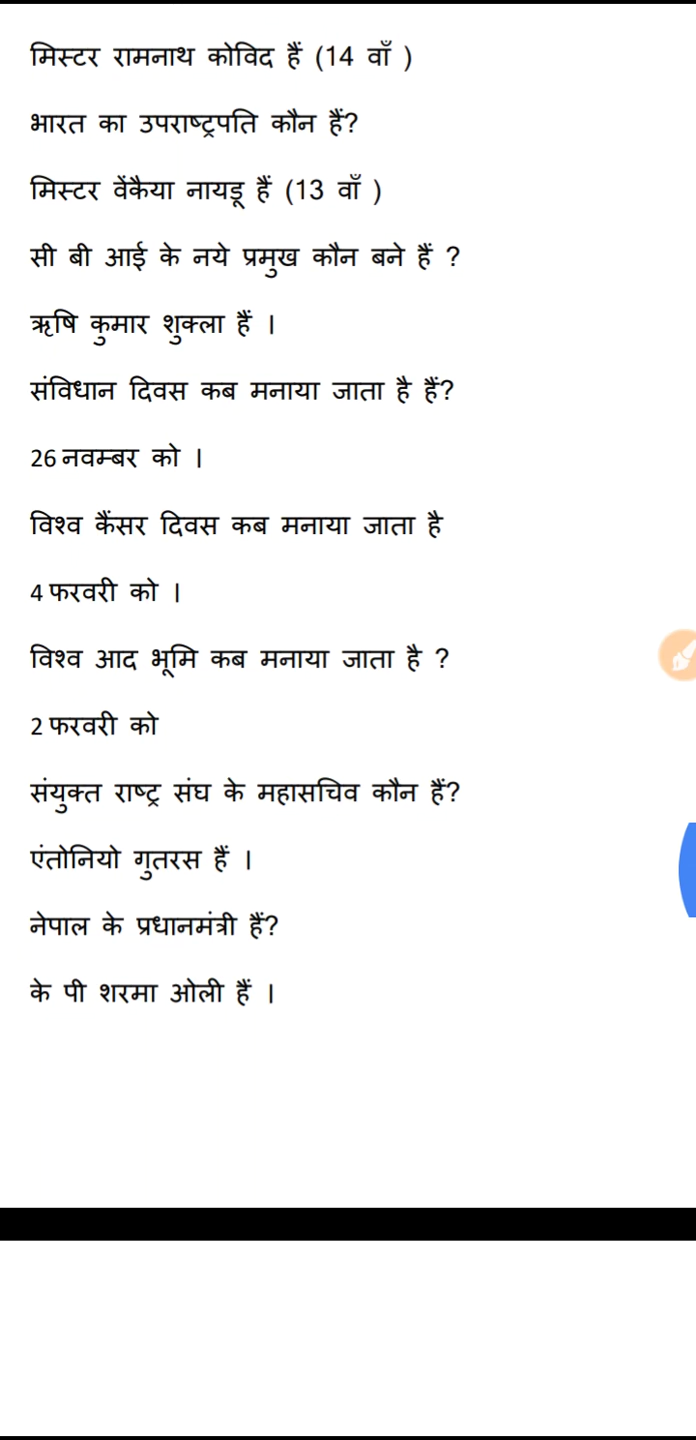 मिस्टर रामनाथ कोविद हैं (14 वाँ )
भारत का उपराष्ट्रपति कौन हैं?
मिस्टर वेंकैया नायडू हैं (13 वाँ )
सी बी आई के नये प्रमुख कौन बने हैं ?
ऋषि कुमार शुक्ला हैं ।
संविधान दिवस कब मनाया जाता है हैं?
26 नवम्बर को ।
विश्व कैंसर दिवस कब मनाया जाता है
4 फरवरी को ।
विश्व आद भूमि कब मनाया जाता है ?
2 फरवरी को
संयुक्त राष्ट्र संघ के महासचिव कौन हैं?
एंतोनियो गुतरस हैं ।
नेपाल के प्रधानमंत्री हैं?
के पी शरमा ओली हैं ।